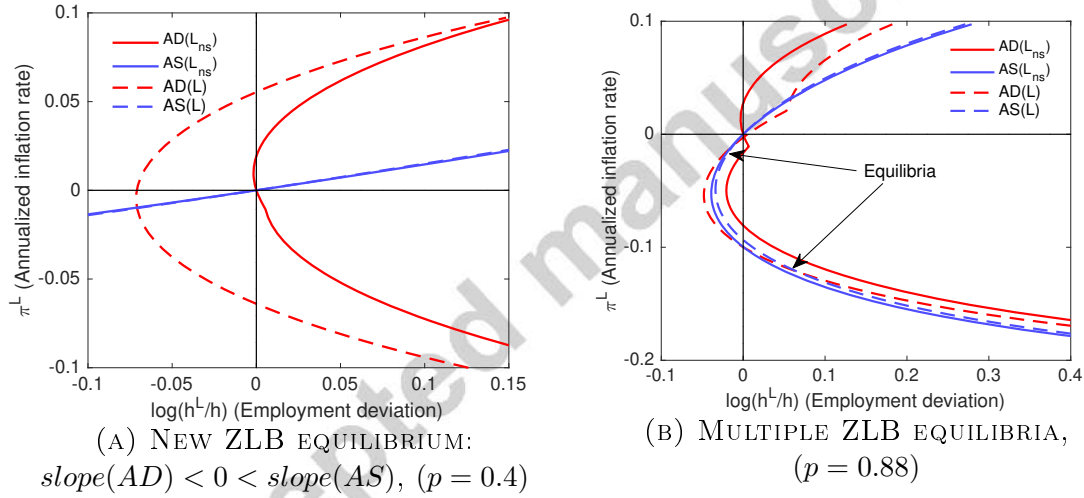 AD(L_ns)
AS(L_ns)
AD(L)
AS(L)
0.1
0.05
0
-0.05
-0.1
-0.1
-0.05
0
0.05
0.1
0.15
π^L (Annualized inflation rate)
log(h^L/h) (Employment deviation)
(A) New ZLB equilibrium:
slope(AD) < 0 < slope(AS), (p = 0.4)
AD(L_ns)
AS(L_ns)
AD(L)
AS(L)
Equilibria
0.1
0
-0.1
-0.2
-0.1
0
0.1
0.2
0.3
0.4
π^L (Annualized inflation rate)
log(h^L/h) (Employment deviation)
(B) Multiple ZLB equilibria,
(p = 0.88)
pted manus